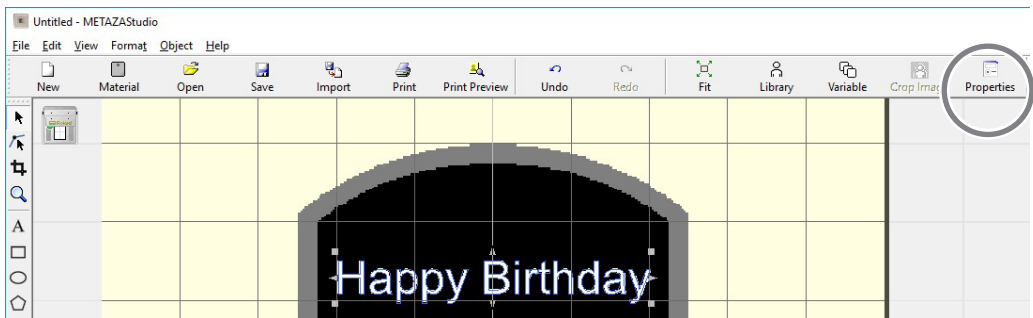 Untitled - METAZAStudio
File Edit View Format Object Help
New Material Open Save Import Print Print Preview Undo Redo Fit Library Variable Crop Properties
A
Happy Birthday